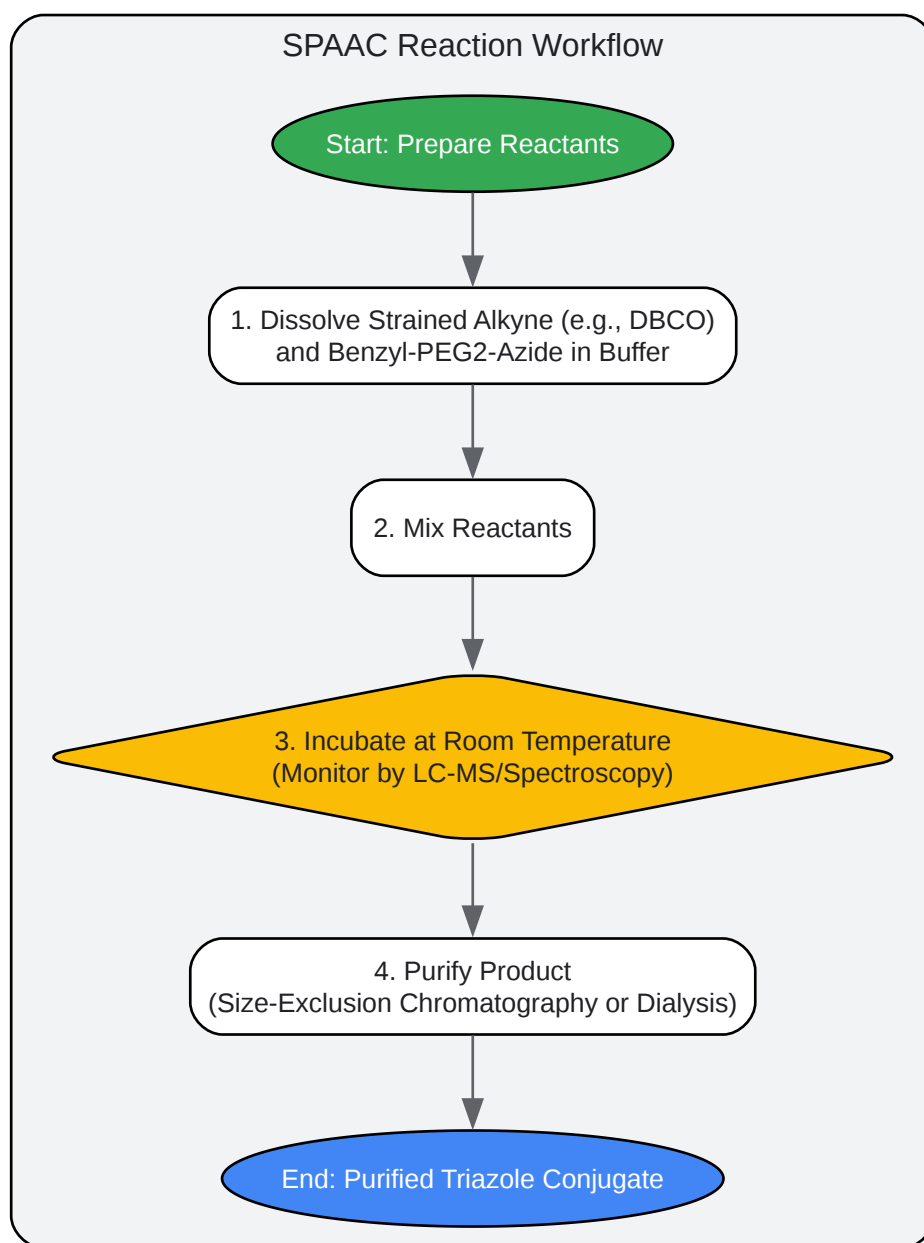 SPAAC Reaction Workflow
Start: Prepare Reactants
1. Dissolve Strained Alkyne (e.g., DBCO)
and Benzyl-PEG2-Azide in Buffer
2. Mix Reactants
3. Incubate at Room Temperature
(Monitor by LC-MS/Spectroscopy)
4. Purify Product
(Size-Exclusion Chromatography or Dialysis)
End: Purified Triazole Conjugate